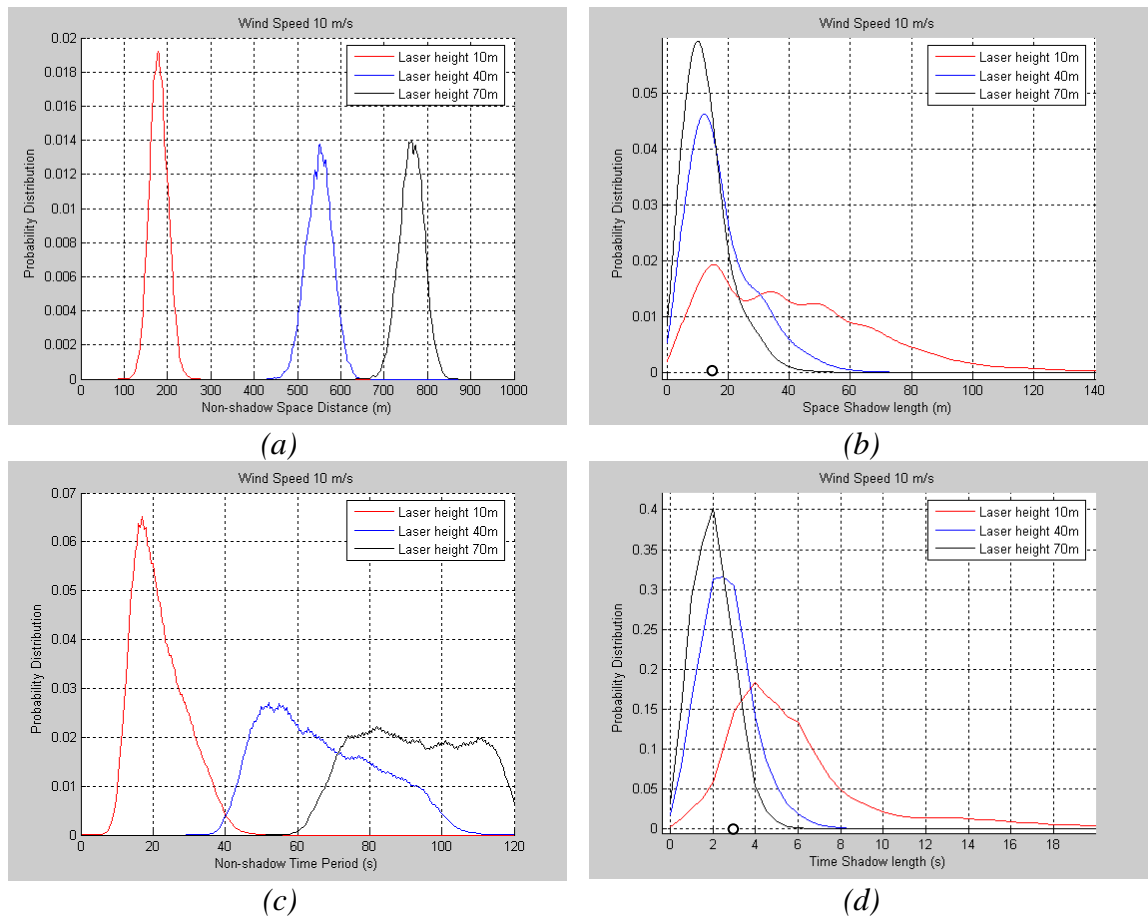 Wind Speed 10 m/s
Probability Distribution
0.02
0.018
0.016
0.014
0.012
0.01
0.008
0.006
0.004
0.002
0
Laser height 10m
Laser height 40m
Laser height 70m
0 100 200 300 400 500 600 700 800 900 1000
Non-shadow Space Distance (m)
(a)
Wind Speed 10 m/s
Probability Distribution
0.05
0.04
0.03
0.02
0.01
0
Laser height 10m
Laser height 40m
Laser height 70m
0 20 40 60 80 100 120 140
Space Shadow length (m)
(b)
Wind Speed 10 m/s
Probability Distribution
0.07
0.06
0.05
0.04
0.03
0.02
0.01
0
Laser height 10m
Laser height 40m
Laser height 70m
0 20 40 60 80 100 120
Non-shadow Time Period (s)
(c)
Wind Speed 10 m/s
Probability Distribution
0.4
0.35
0.3
0.25
0.2
0.15
0.1
0.05
0
Laser height 10m
Laser height 40m
Laser height 70m
0 2 4 6 8 10 12 14 16 18
Time Shadow length (s)
(d)